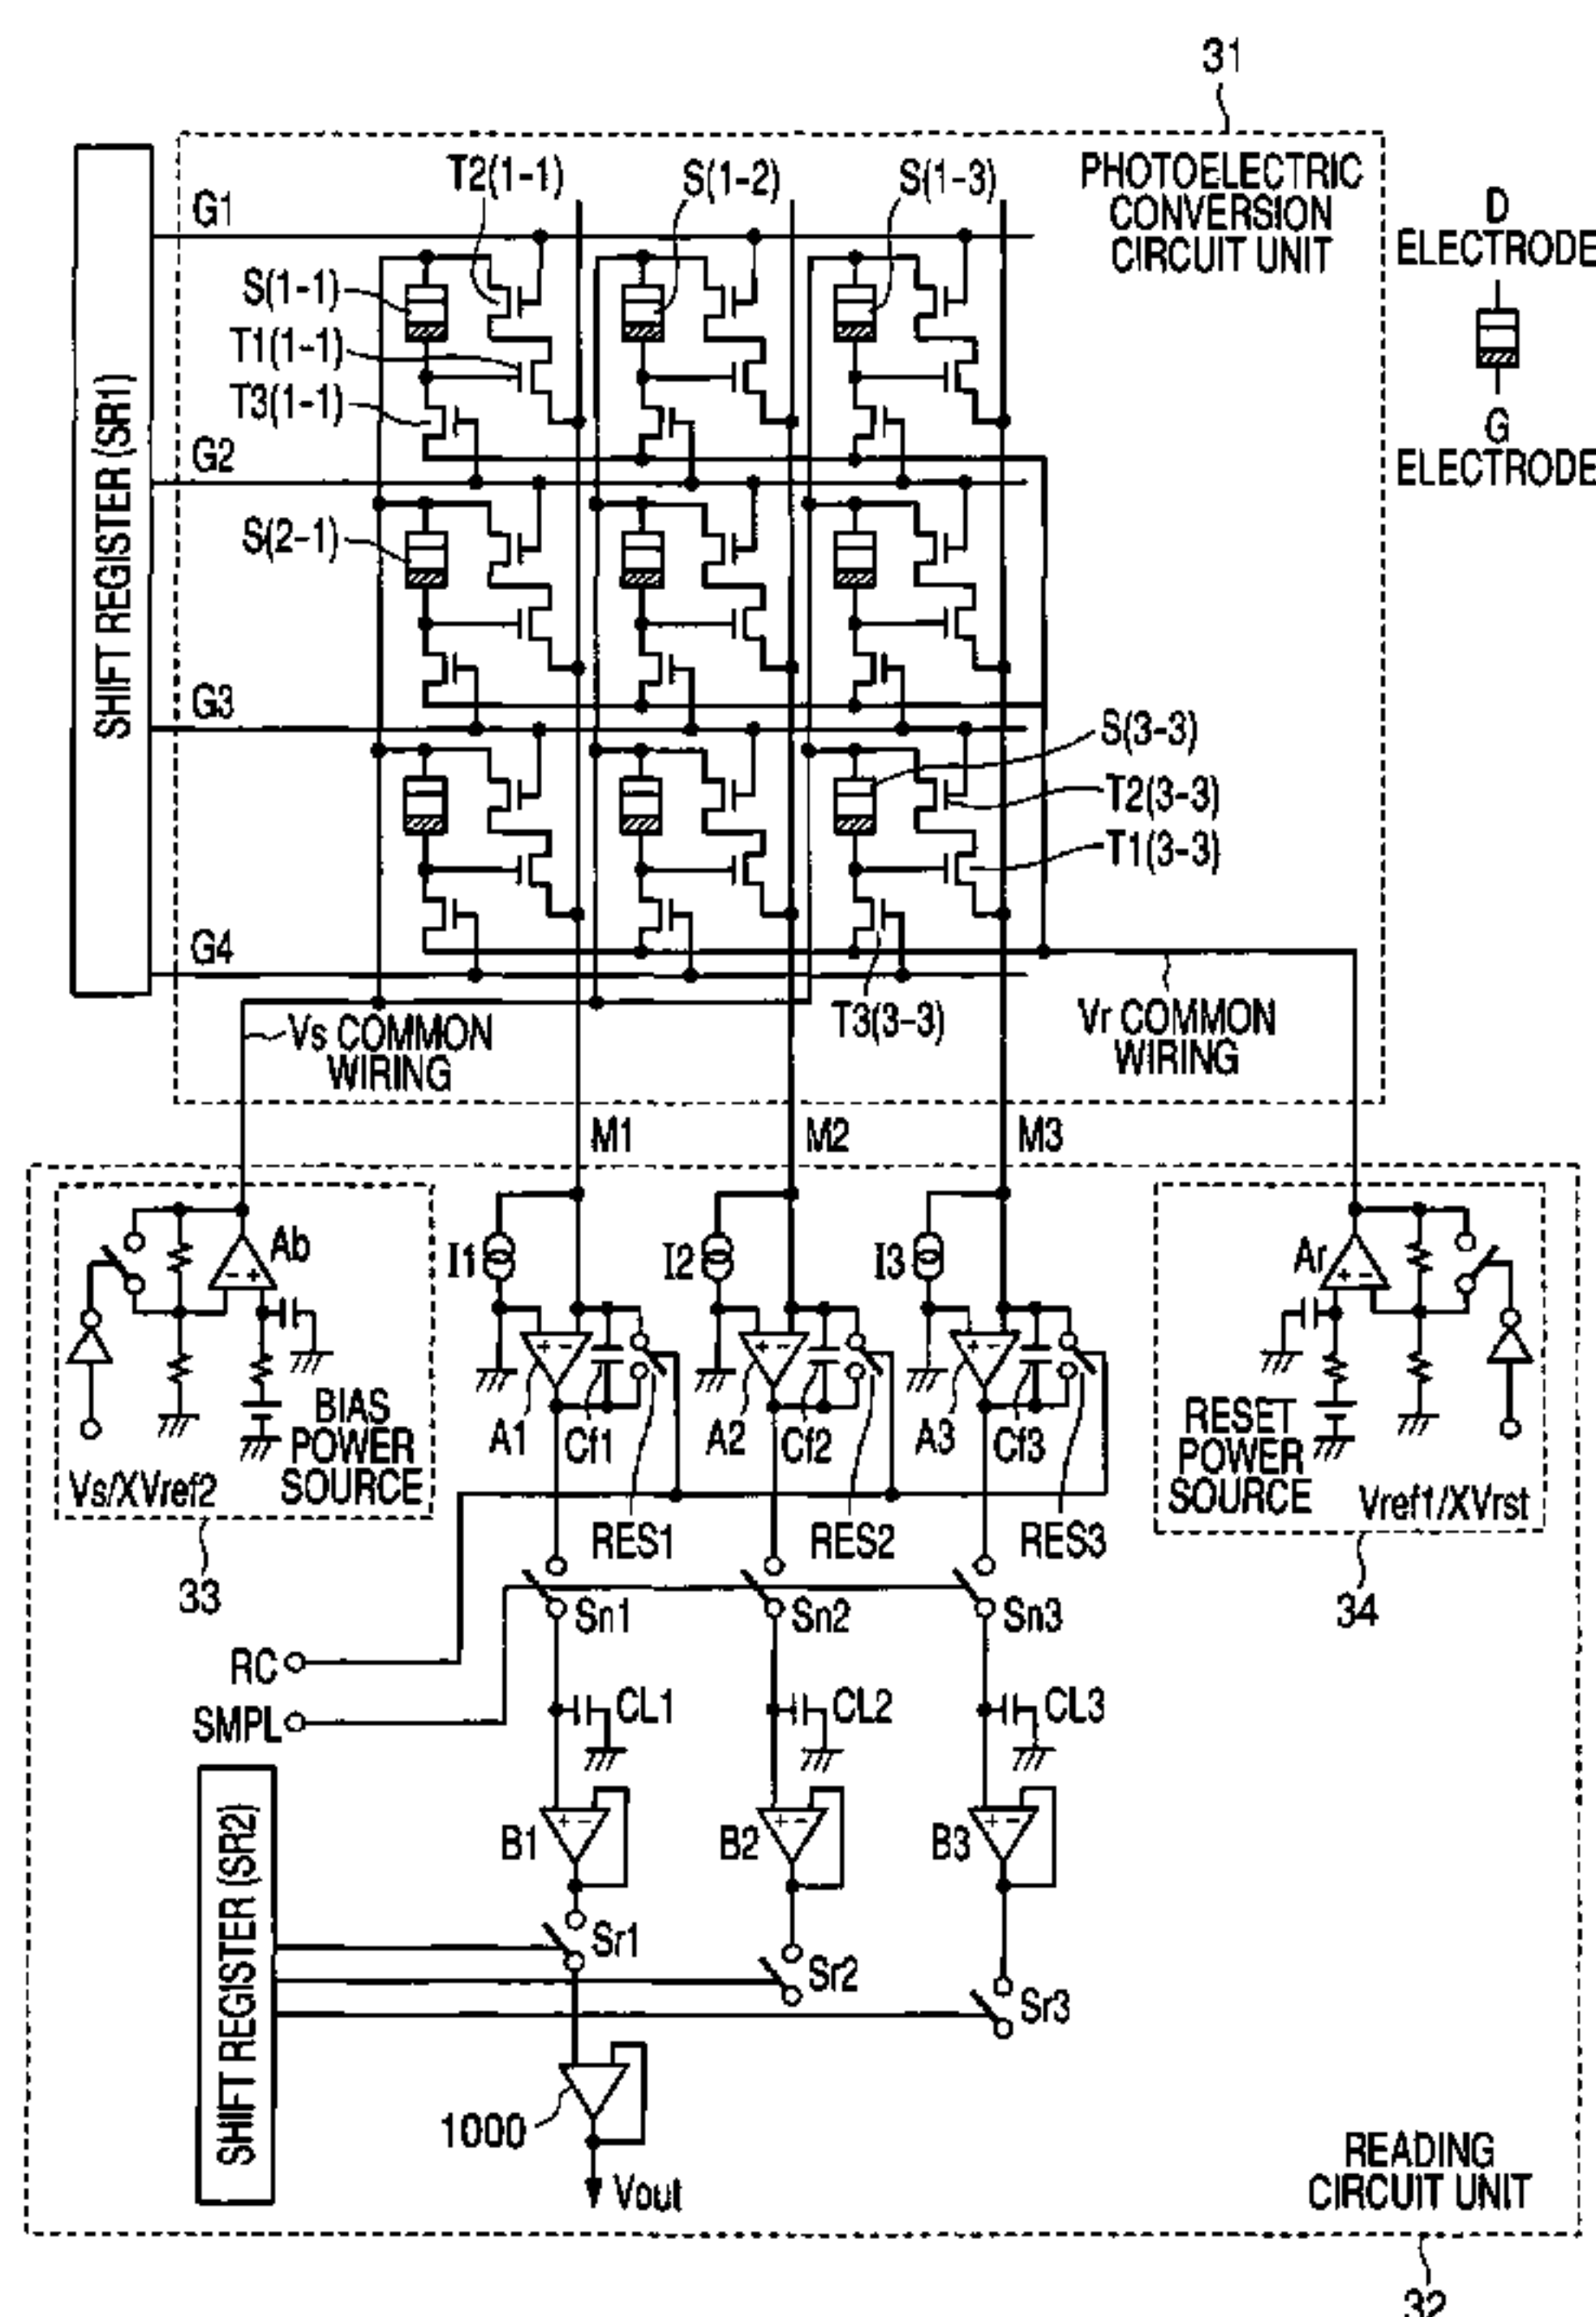 31
PHOTOELECTRIC
CONVERSION
CIRCUIT UNIT
T2(1-1)
S(1-2)
S(1-3)
G1
D
ELECTRODE
S(1-1)
T1(1-1)
T3(1-1)
G
ELECTRODE
G2
SHIFT REGISTER (SR1)
S(2-1)
G3
S(3-3)
T2(3-3)
T1(3-3)
G4
T3(3-3)
Vs COMMON
WIRING
Vr COMMON
WIRING
M1
M2
M3
Ab
- +
I1
I2
I3
Ar
+ -
+ -
+ -
+ -
BIAS
POWER
SOURCE
Vs/XVref2
A1
Cf1
A2
Cf2
A3
Cf3
RESET
POWER
SOURCE
Vref1/XVrst
RES1
RES2
RES3
33
34
Sn1
Sn2
Sn3
RC
SMPL
CL1
CL2
CL3
SHIFT REGISTER (SR2)
+ -
+ -
+ -
B1
B2
B3
Sr1
Sr2
Sr3
1000
Vout
READING
CIRCUIT UNIT
32